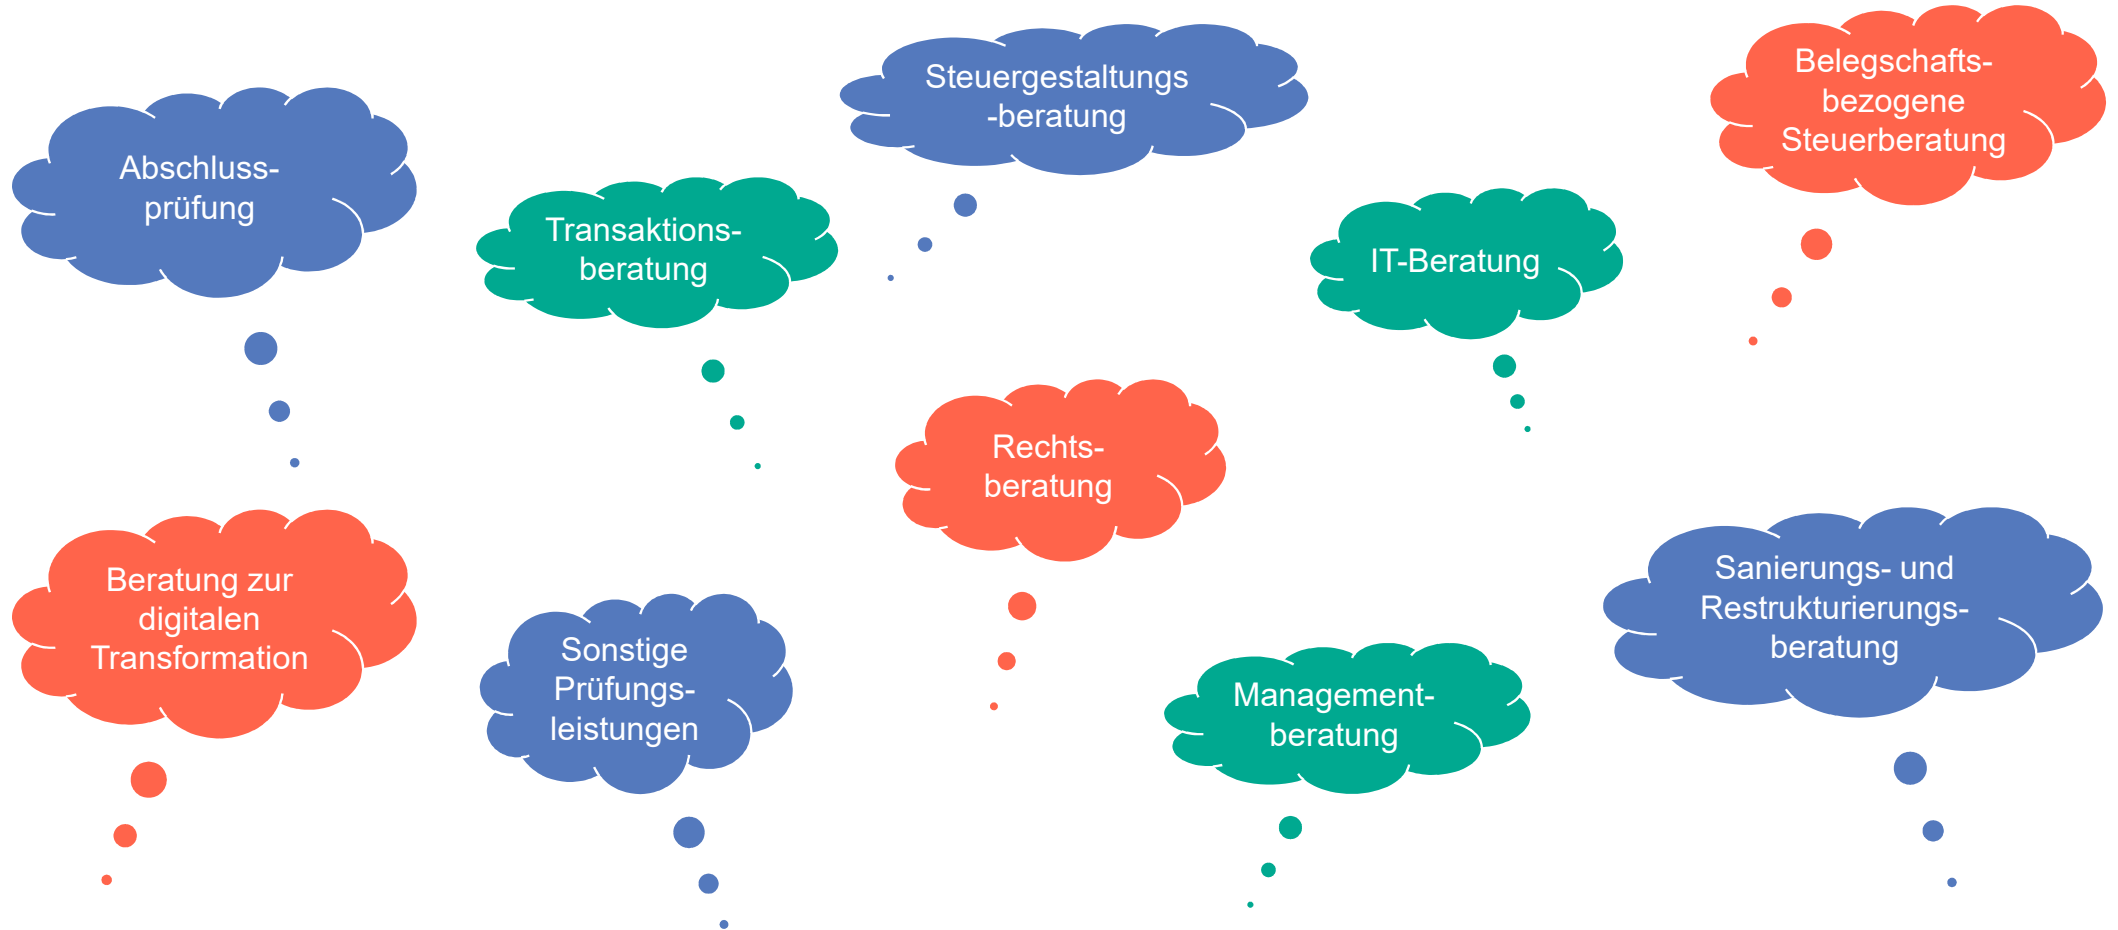 Abschluss-
prüfung
Transaktions-
beratung
Steuergestaltungs
-beratung
IT-Beratung
Belegschafts-
bezogene
Steuerberatung
Rechts-
beratung
Beratung zur
digitalen
Transformation
Sonstige
Prüfungs-
leistungen
Management-
beratung
Sanierungs- und
Restrukturierungs-
beratung